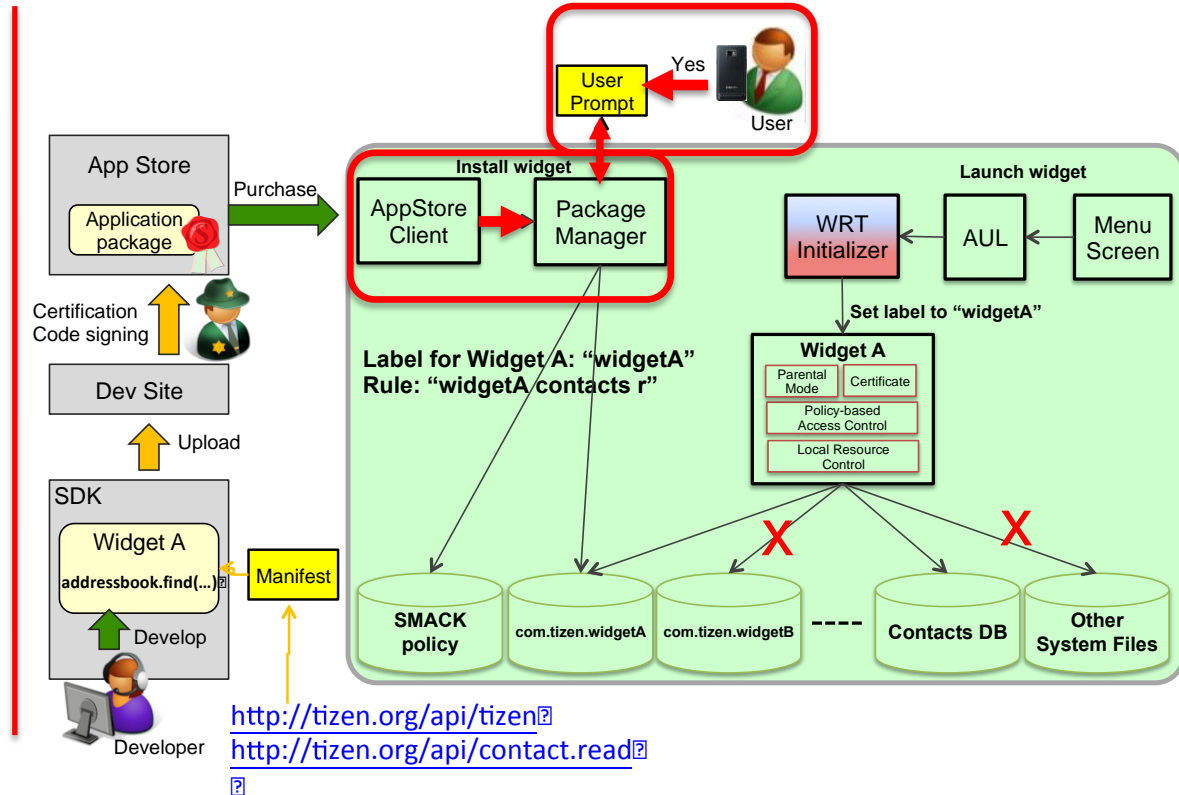 Yes
User
Prompt
User
App Store
Application
package
S
Purchase
Install widget
AppStore
Client
Package
Manager
Launch widget
WRT
Initializer
AUL
Menu
Screen
Certification
Code signing
Set label to “widgetA”
Label for Widget A: “widgetA”
Rule: “widgetA contacts r”
Widget A
Parental
Mode
Certificate
Policy-based
Access Control
Local Resource
Control
Dev Site
Upload
SDK
Widget A
addressbook.find(...)
Manifest
Develop
Developer
X
X
SMACK
policy
com.tizen.widgetA
com.tizen.widgetB
----
Contacts DB
Other
System Files
http://tizen.org/api/tizen
http://tizen.org/api/contact.read